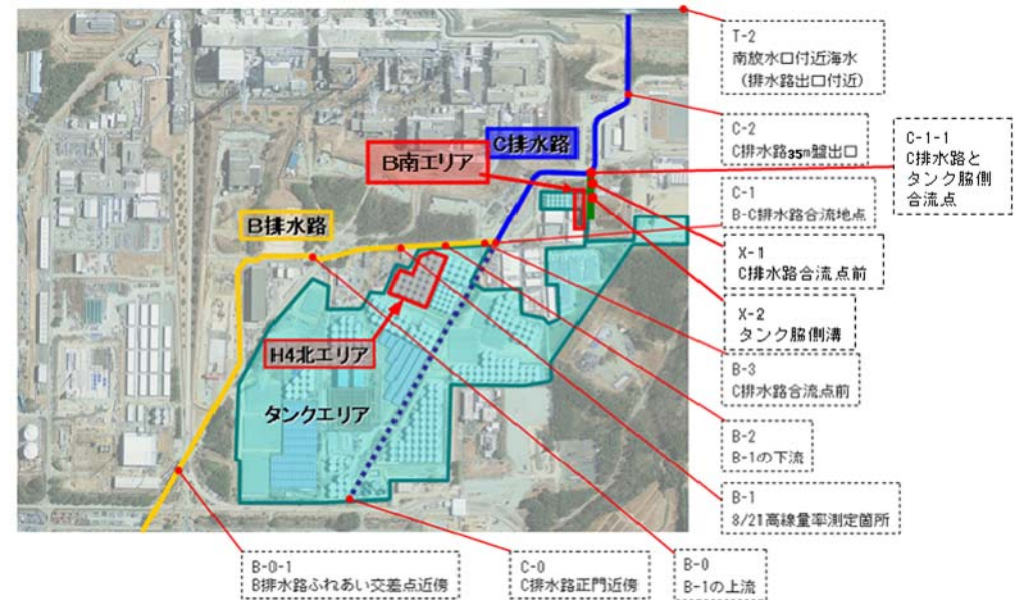 T-2
南放水口付近海水
（排水路出口付近）
C-2
C排水路35m盤出口
C-1-1
C排水路と
タンク脇側
合流点
C-1
B-C排水路合流地点
X-1
C排水路合流点前
X-2
タンク脇側溝
B-3
C排水路合流点前
B-2
B-1の下流
B-1
8/21高線量率測定箇所
B-0
B-1の上流
C-0
C排水路正門近傍
B-0-1
B排水路ふれあい交差点近傍
C排水路
B南エリア
B排水路
H4北エリア
タンクエリア